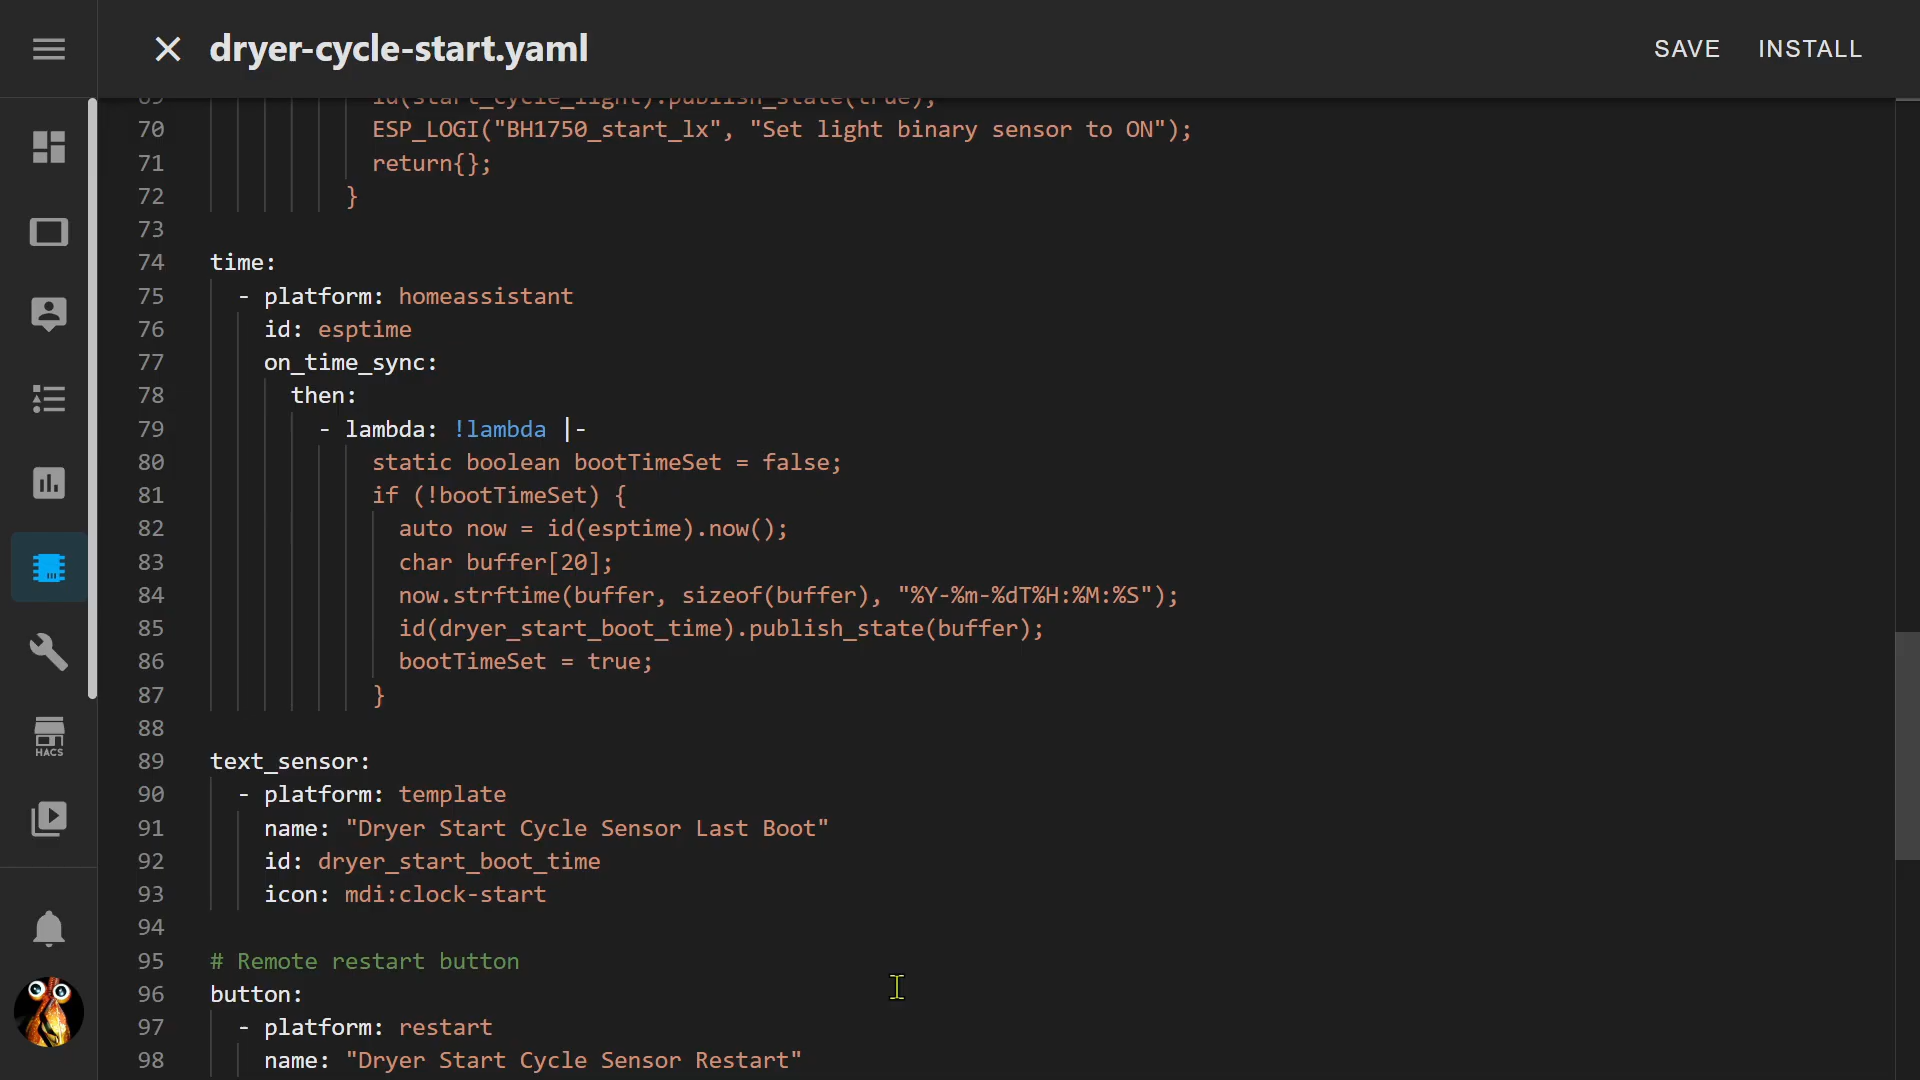 dryer-cycle-start.yaml
SAVE
INSTALL
69 id(start_cycle_light).publish_state(true);
70 ESP_LOGI("BH1750_start_lx", "Set light binary sensor to ON");
71 return{};
72 }
73
74 time:
75 - platform: homeassistant
76 id: esptime
77 on_time_sync:
78 then:
79 - lambda: !lambda |-
80 static boolean bootTimeSet = false;
81 if (!bootTimeSet) {
82 auto now = id(esptime).now();
83 char buffer[20];
84 now.strftime(buffer, sizeof(buffer), "%Y-%m-%dT%H:%M:%S");
85 id(dryer_start_boot_time).publish_state(buffer);
86 bootTimeSet = true;
87 }
88
89 text_sensor:
90 - platform: template
91 name: "Dryer Start Cycle Sensor Last Boot"
92 id: dryer_start_boot_time
93 icon: mdi:clock-start
94
95 # Remote restart button
96 button:
97 - platform: restart
98 name: "Dryer Start Cycle Sensor Restart"
HACS